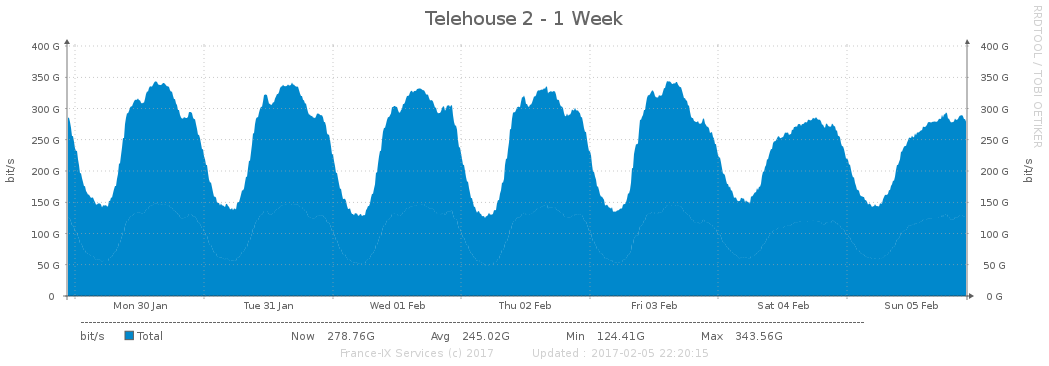 Telehouse 2 - 1 Week
RRDTOOL / TOBI OETIKER
400 G 400 G
350 G 350 G
300 G 300 G
250 G 250 G
200 G 200 G
150 G 150 G
100 G 100 G
50 G 50 G
0 0 G
bit/s bit/s
Mon 30 Jan Tue 31 Jan Wed 01 Feb Thu 02 Feb Fri 03 Feb Sat 04 Feb Sun 05 Feb
bit/s Total Now 278.76G Avg 245.02G Min 124.41G Max 343.56G
France-IX Services (c) 2017 Updated : 2017-02-05 22:20:15